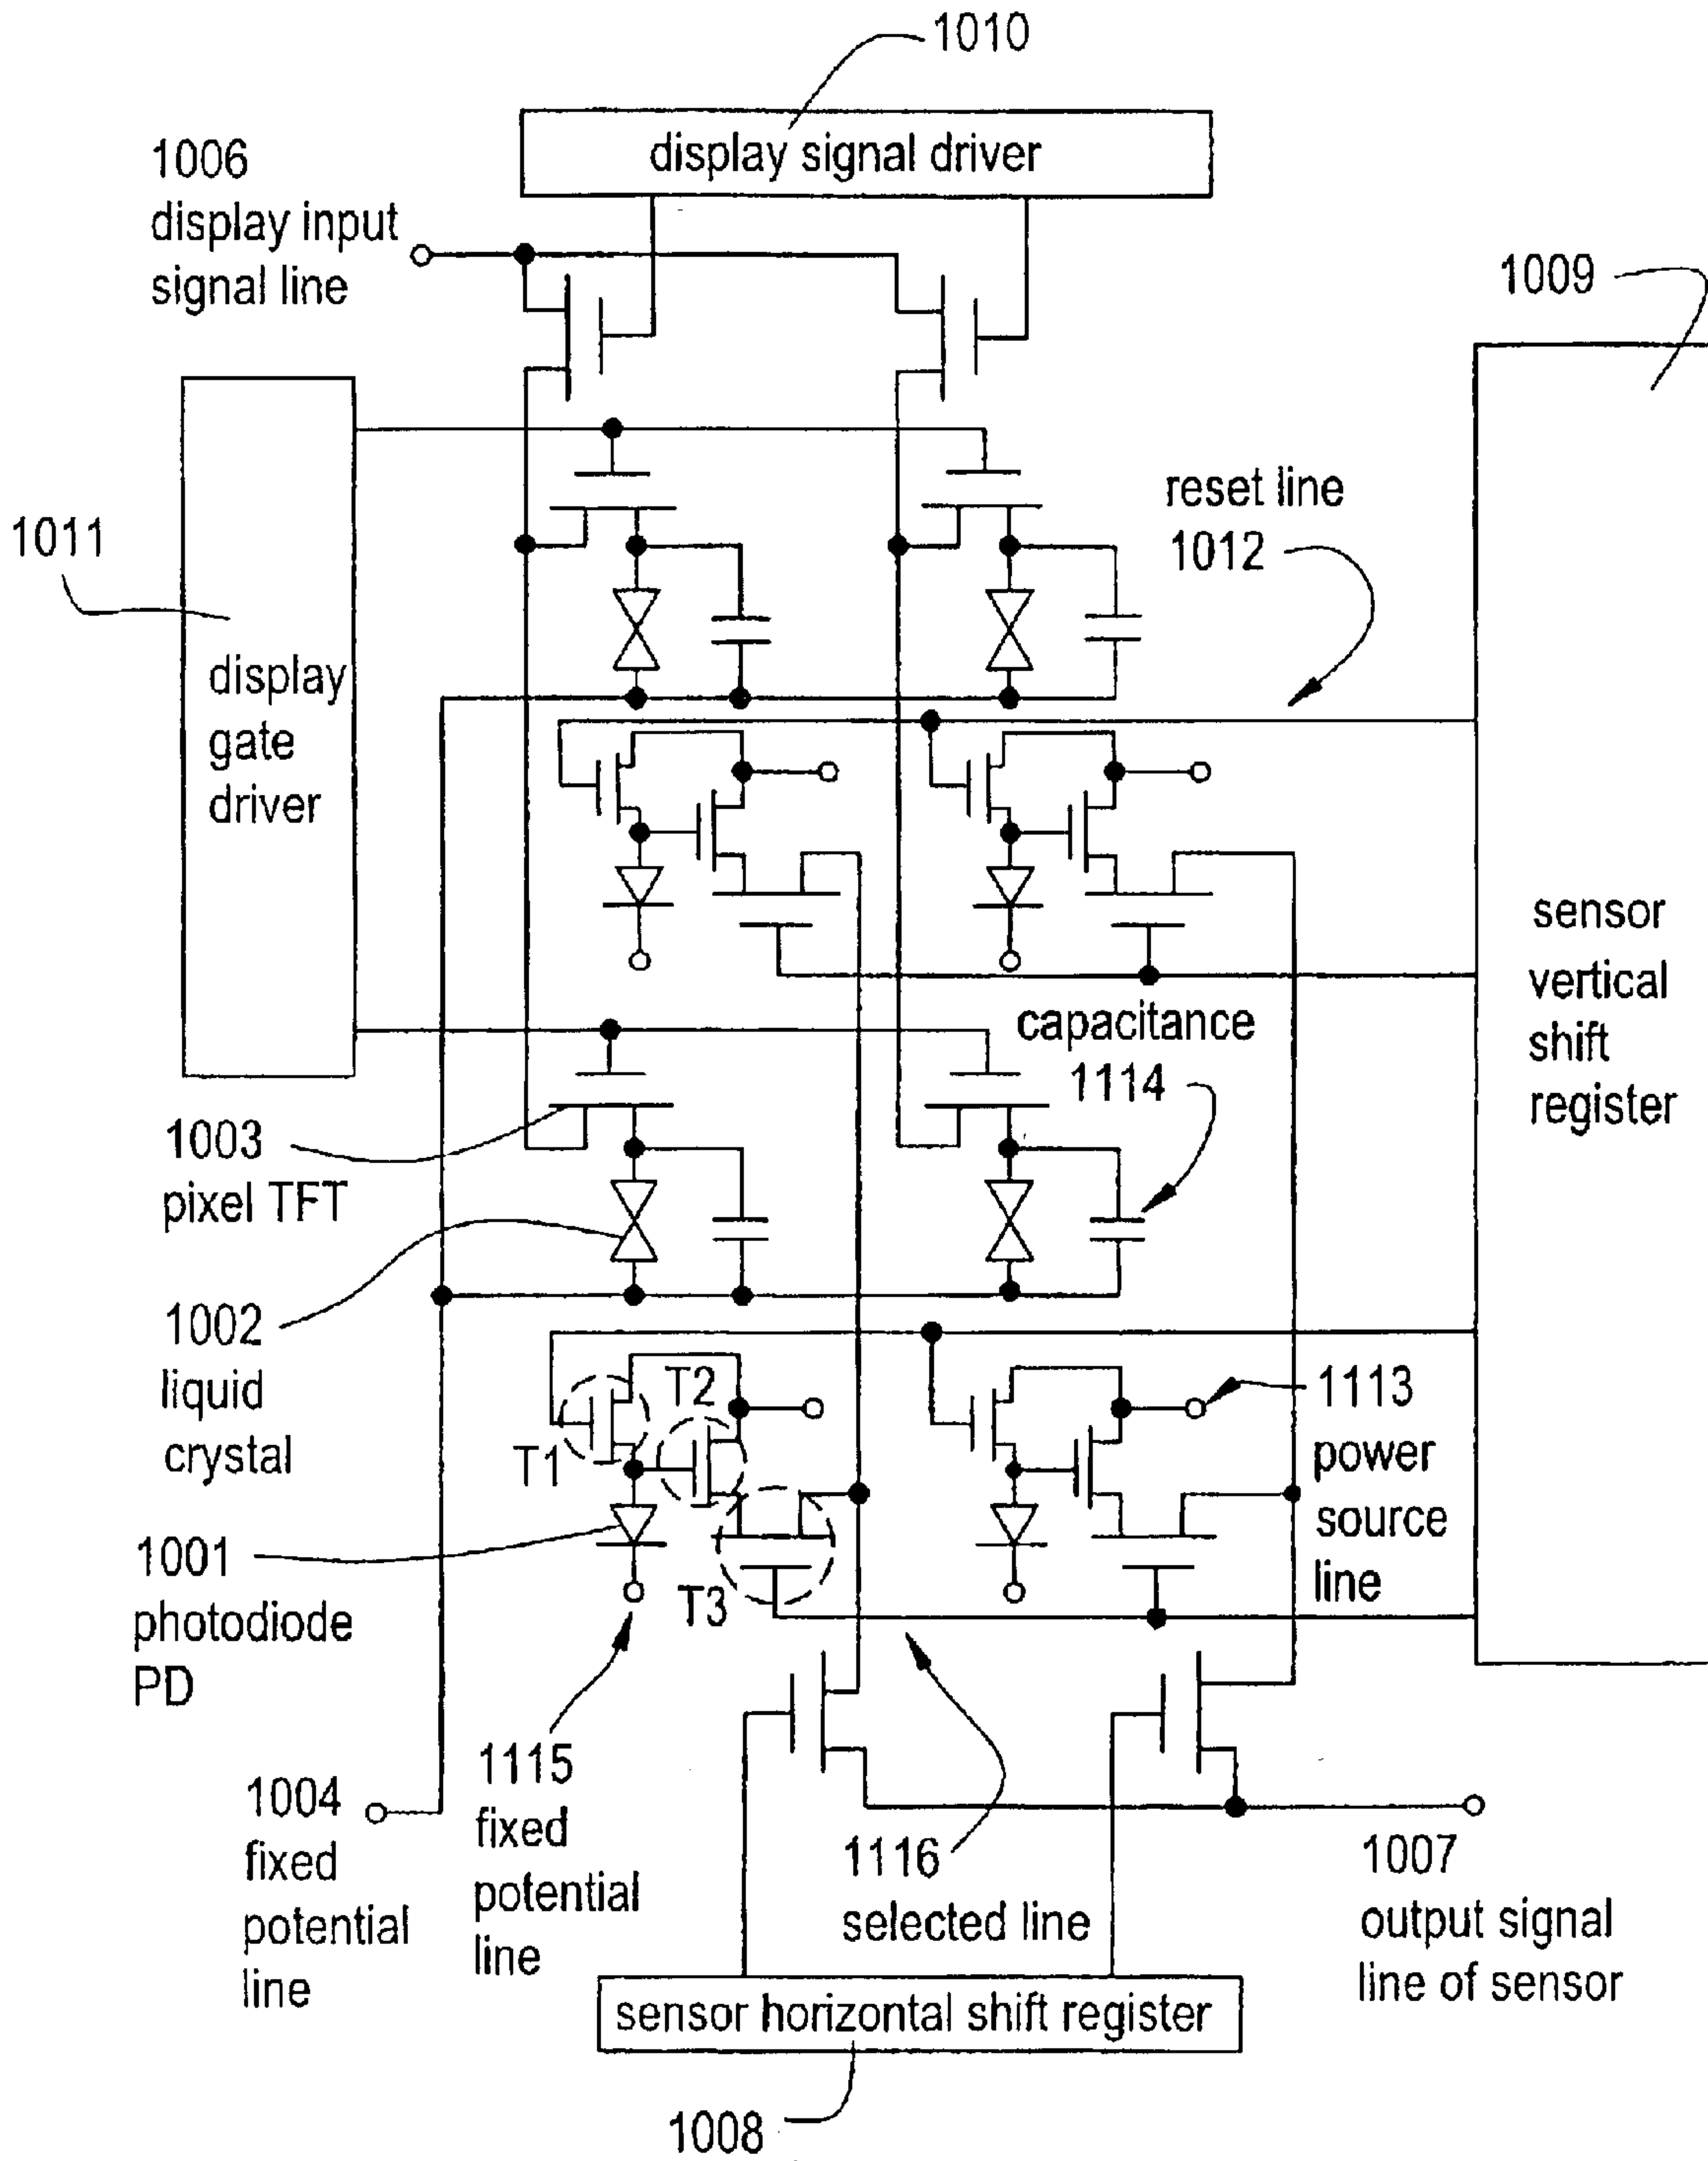 1010
display signal driver
1006
display input
signal line
1009
reset line
1012
1011
display
gate
driver
sensor
vertical
shift
register
capacitance
1114
1003
pixel TFT
1002
liquid
crystal
T1
T2
T3
1113
power
source
line
1001
photodiode
PD
1115
fixed
potential
line
1004
fixed
potential
line
1116
selected line
1007
output signal
line of sensor
sensor horizontal shift register
1008